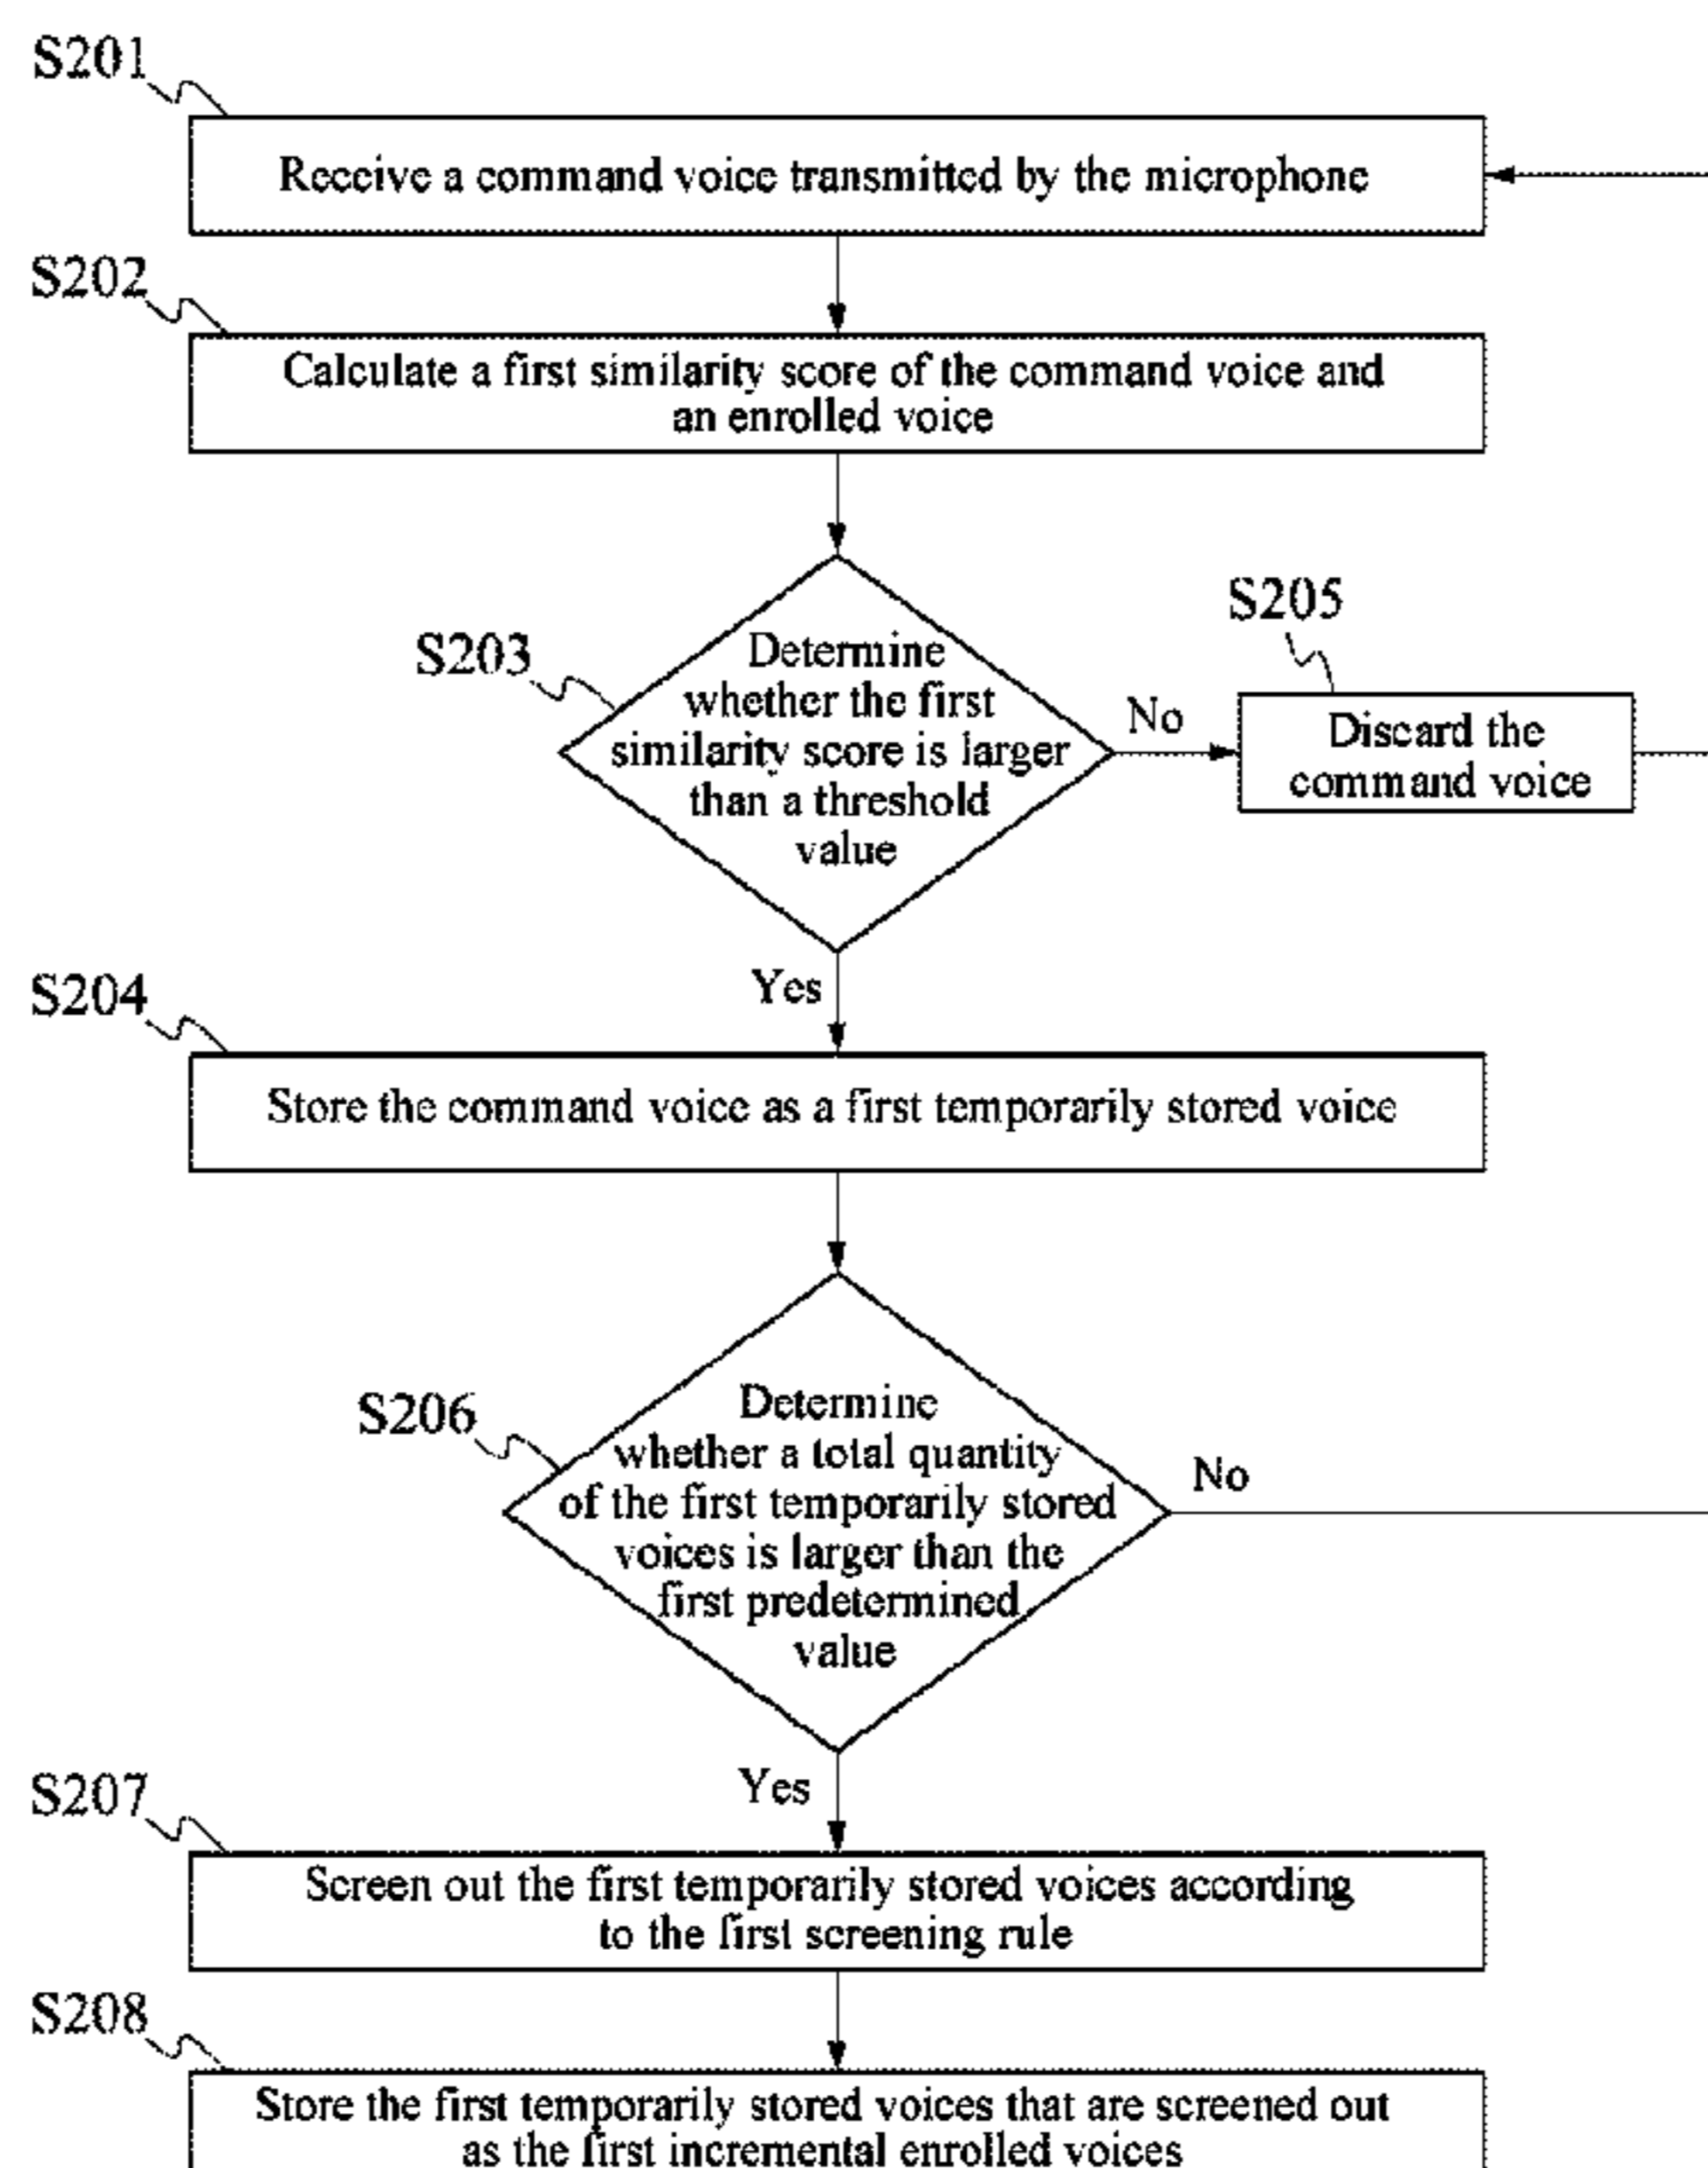 S201
Receive a command voice transmitted by the microphone
S202
Calculate a first similarity score of the command voice and
an enrolled voice
S203
Determine
whether the first
similarity score is larger
than a threshold
value
No
S205
Discard the
command voice
Yes
S204
Store the command voice as a first temporarily stored voice
S206
Determine
whether a total quantity
of the first temporarily stored
voices is larger than the
first predetermined
value
No
Yes
S207
Screen out the first temporarily stored voices according
to the first screening rule
S208
Store the first temporarily stored voices that are screened out
as the first incremental enrolled voices